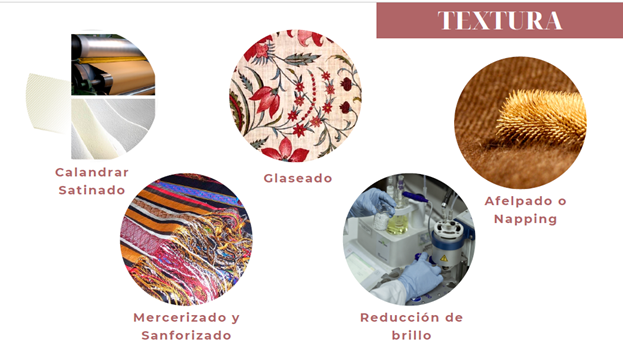 TEXTURA
Calandrar
Satinado
Glaseado
Afelpado o
Napping
Mercerizado y
Sanforizado
Reducción de
brillo